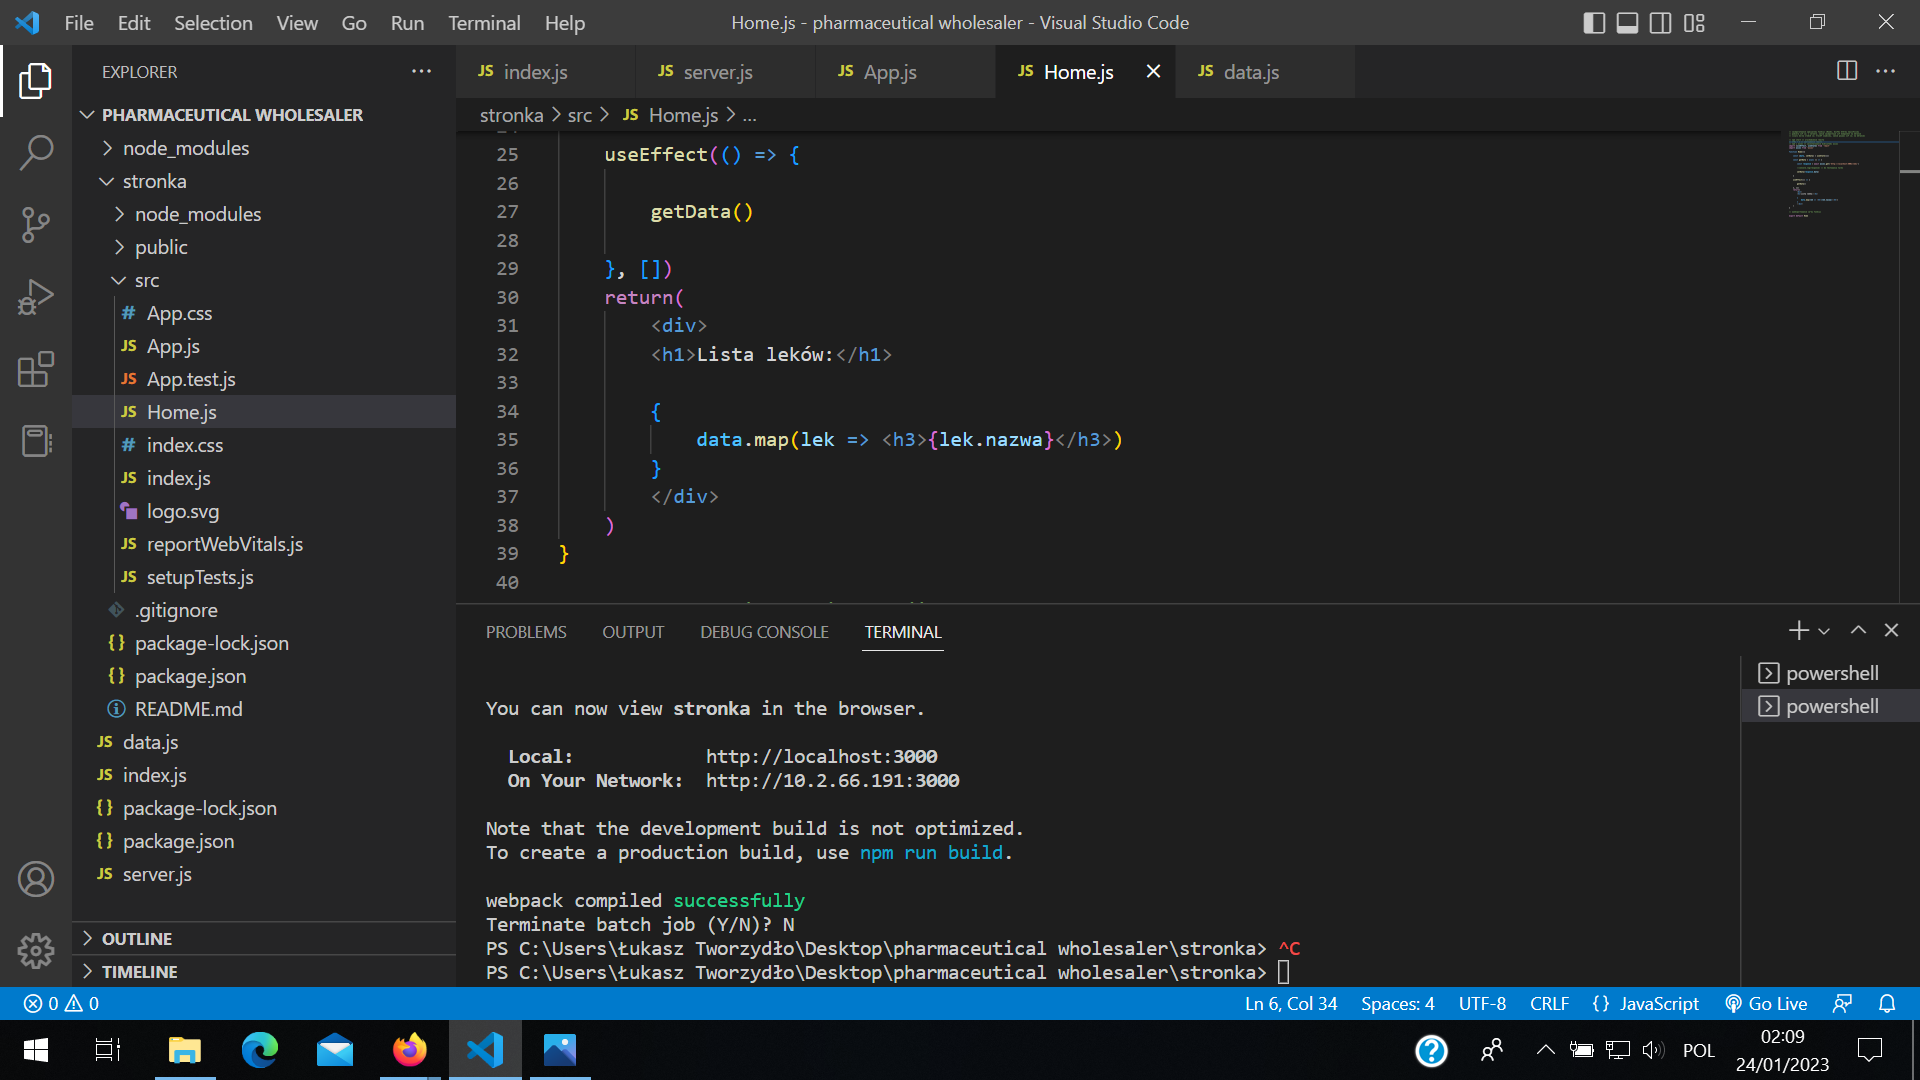 File Edit Selection View Go Run Terminal Help
Home.js - pharmaceutical wholesaler - Visual Studio Code
EXPLORER
PHARMACEUTICAL WHOLESALER
node_modules
stronka
node_modules
public
src
# App.css
JS App.js
JS App.test.js
JS Home.js
# index.css
JS index.js
logo.svg
JS reportWebVitals.js
JS setupTests.js
.gitignore
{} package-lock.json
{} package.json
README.md
JS data.js
JS index.js
{} package-lock.json
{} package.json
JS server.js
OUTLINE
TIMELINE
JS index.js JS server.js JS App.js JS Home.js JS data.js
stronka > src > JS Home.js > ...
25 useEffect(() => {
26
27 getData()
28
29 }, [])
30 return(
31 <div>
32 <h1>Lista leków:</h1>
33
34 {
35 data.map(lek => <h3>{lek.nazwa}</h3>)
36 }
37 </div>
38 )
39 }
40
PROBLEMS OUTPUT DEBUG CONSOLE TERMINAL
You can now view stronka in the browser.
Local: http://localhost:3000
On Your Network: http://10.2.66.191:3000
Note that the development build is not optimized.
To create a production build, use npm run build.
webpack compiled successfully
Terminate batch job (Y/N)? N
PS C:\Users\Łukasz Tworzydło\Desktop\pharmaceutical wholesaler\stronka> ^C
PS C:\Users\Łukasz Tworzydło\Desktop\pharmaceutical wholesaler\stronka>
powershell
powershell
0 0
Ln 6, Col 34 Spaces: 4 UTF-8 CRLF {} JavaScript Go Live
POL
02:09
24/01/2023